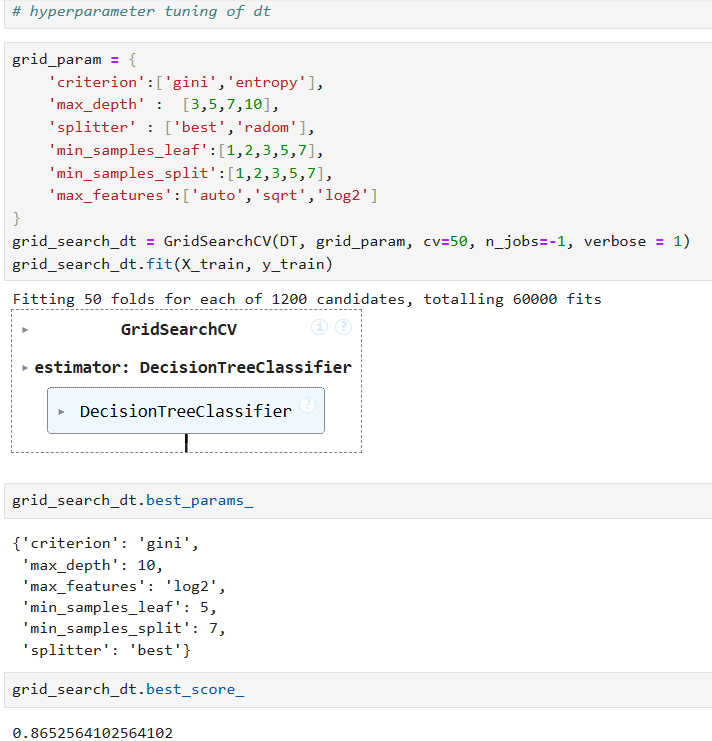 # hyperparameter tuning of dt
grid_param = {
    'criterion':['gini','entropy'],
    'max_depth' :  [3,5,7,10],
    'splitter' : ['best','radom'],
    'min_samples_leaf':[1,2,3,5,7],
    'min_samples_split':[1,2,3,5,7],
    'max_features':['auto','sqrt','log2']
}
grid_search_dt = GridSearchCV(DT, grid_param, cv=50, n_jobs=-1, verbose = 1)
grid_search_dt.fit(X_train, y_train)
Fitting 50 folds for each of 1200 candidates, totalling 60000 fits
GridSearchCV i ?
estimator: DecisionTreeClassifier
DecisionTreeClassifier ?
grid_search_dt.best_params_
{'criterion': 'gini',
 'max_depth': 10,
 'max_features': 'log2',
 'min_samples_leaf': 5,
 'min_samples_split': 7,
 'splitter': 'best'}
grid_search_dt.best_score_
0.8652564102564102